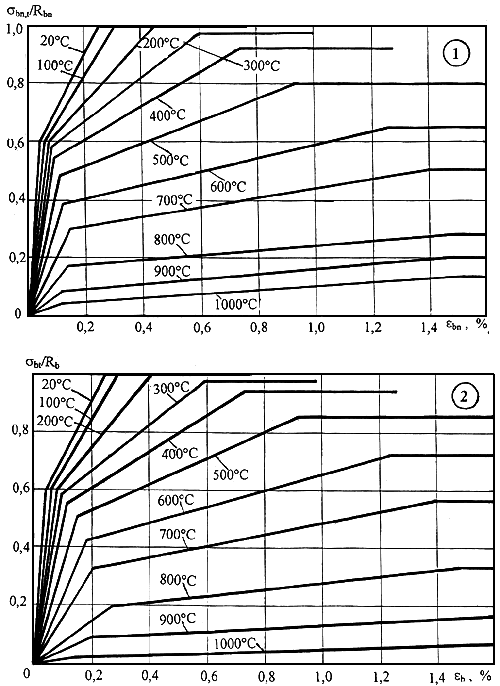 σbn,t/Rbn
1,0
20°C
200°C
1
100°C
300°C
0,8
400°C
0,6
500°C
600°C
0,4
700°C
800°C
0,2
900°C
1000°C
0
0,2 0,4 0,6 0,8 1,0 1,2 1,4 εbn , %,
σbt/Rb
20°C
300°C
2
100°C
0,8
200°C
400°C
500°C
0,6
600°C
700°C
0,4
800°C
0,2
900°C
1000°C
0
0,2 0,4 0,6 0,8 1,0 1,2 1,4 εb , %